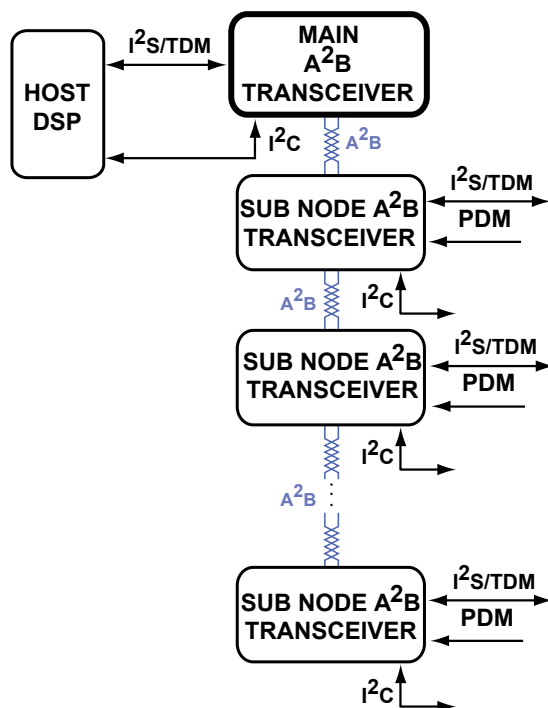 I²S/TDM
MAIN
A²B
TRANSCEIVER
HOST
DSP
I²C
A²B
SUB NODE A²B
TRANSCEIVER
I²S/TDM
PDM
A²B
I²C
SUB NODE A²B
TRANSCEIVER
I²S/TDM
PDM
I²C
A²B
SUB NODE A²B
TRANSCEIVER
I²S/TDM
PDM
I²C